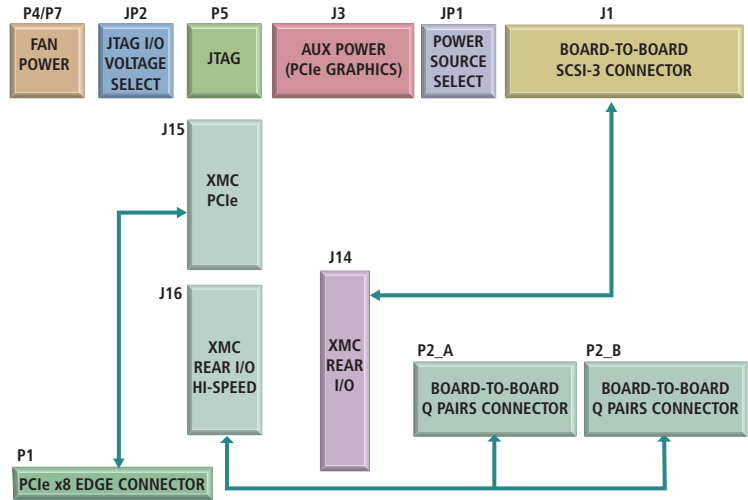 P4/P7
FAN
POWER
JP2
JTAG I/O
VOLTAGE
SELECT
P5
JTAG
J3
AUX POWER
(PCIe GRAPHICS)
JP1
POWER
SOURCE
SELECT
J1
BOARD-TO-BOARD
SCSI-3 CONNECTOR
J15
XMC
PCIe
J14
XMC
REAR
I/O
J16
XMC
REAR I/O
HI-SPEED
P2_A
BOARD-TO-BOARD
Q PAIRS CONNECTOR
P2_B
BOARD-TO-BOARD
Q PAIRS CONNECTOR
P1
PCIe x8 EDGE CONNECTOR